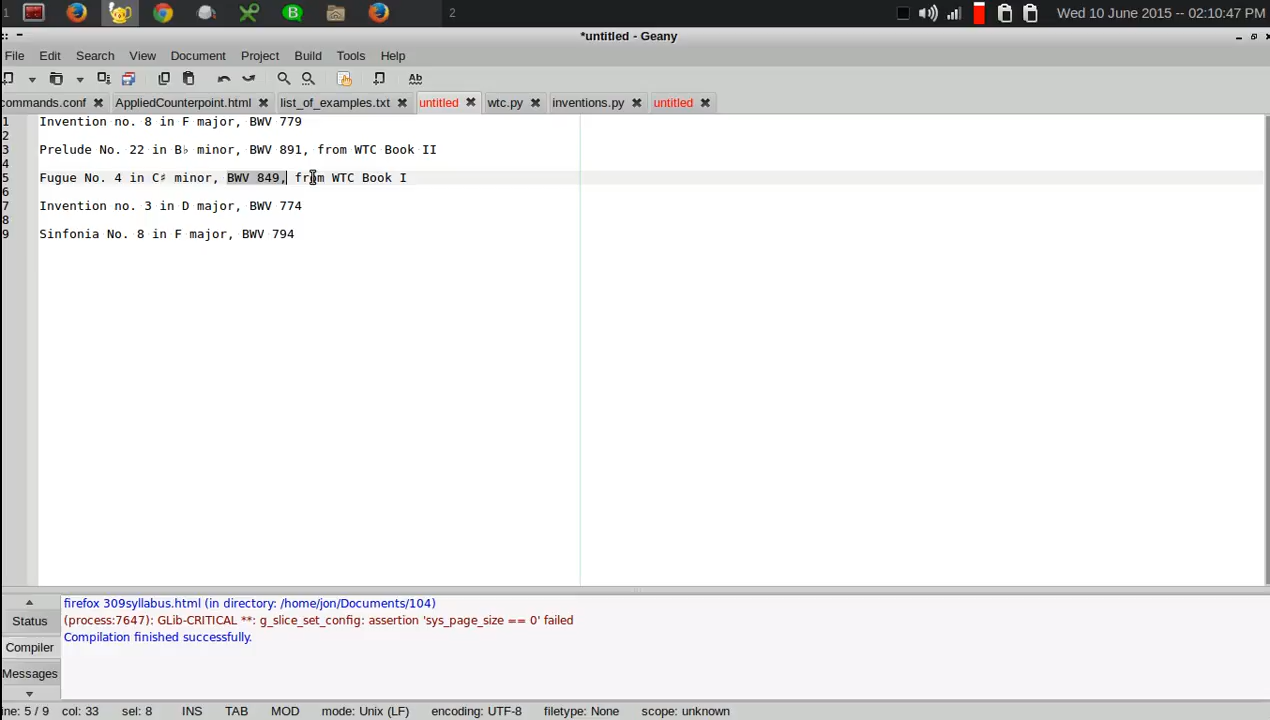 1 2 Wed 10 June 2015 -- 02:10:47 PM
*untitled - Geany
File Edit Search View Document Project Build Tools Help
Ab
commands.conf AppliedCounterpoint.html list_of_examples.txt untitled wtc.py inventions.py untitled
1 Invention no. 8 in F major, BWV 779
2
3 Prelude No. 22 in B♭ minor, BWV 891, from WTC Book II
4
5 Fugue No. 4 in C♯ minor, BWV 849, from WTC Book I
6
7 Invention no. 3 in D major, BWV 774
8
9 Sinfonia No. 8 in F major, BWV 794
Status
Compiler
Messages
firefox 309syllabus.html (in directory: /home/jon/Documents/104)
(process:7647): GLib-CRITICAL **: g_slice_set_config: assertion 'sys_page_size == 0' failed
Compilation finished successfully.
ine: 5 / 9 col: 33 sel: 8 INS TAB MOD mode: Unix (LF) encoding: UTF-8 filetype: None scope: unknown